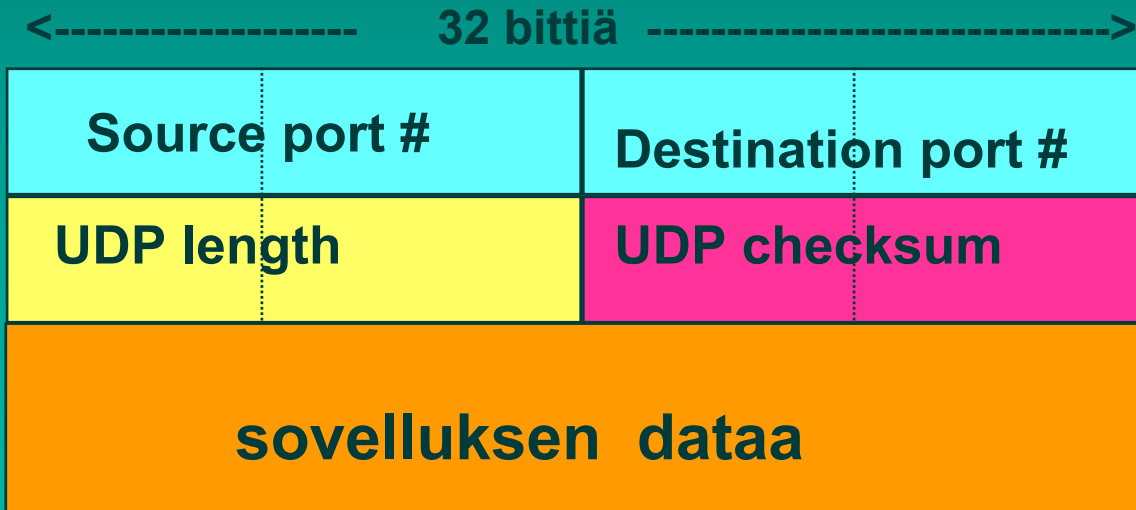 <------------------- 32 bittiä ----------------------------->
Source port # Destination port #
UDP length UDP checksum
sovelluksen dataa